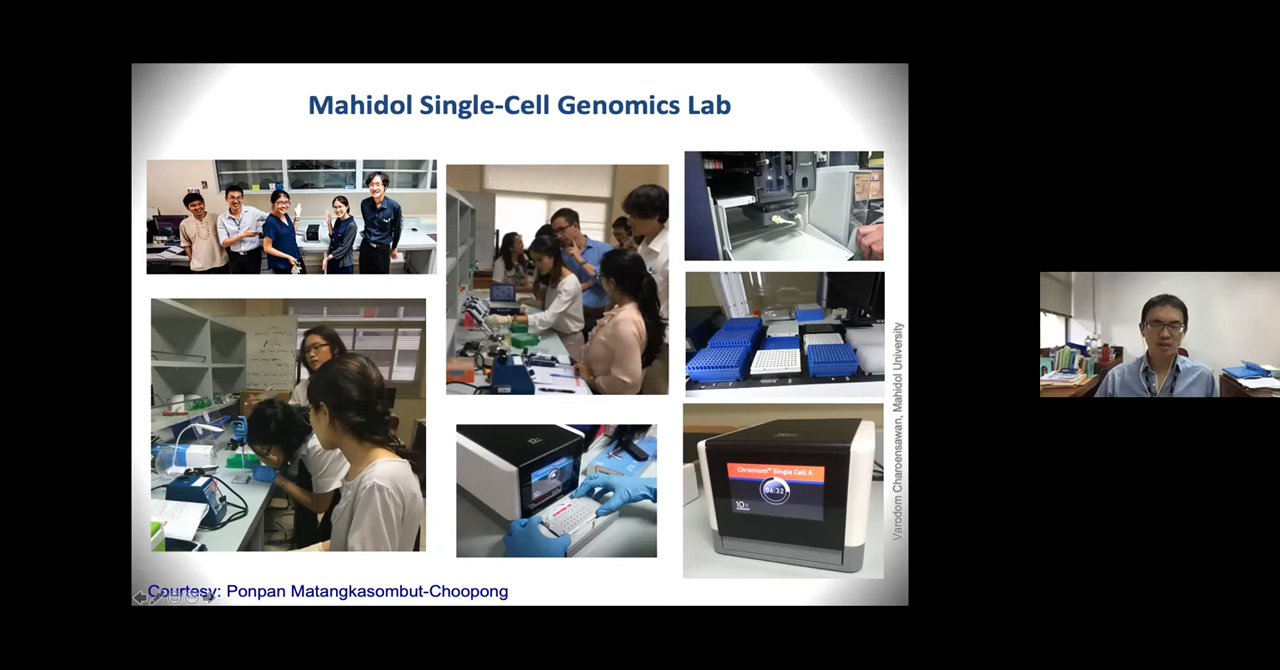 Mahidol Single-Cell Genomics Lab
Chromium™ Single Cell A
06:32
10x
Varodom Charoensawan, Mahidol University
Courtesy: Ponpan Matangkasombut-Choopong